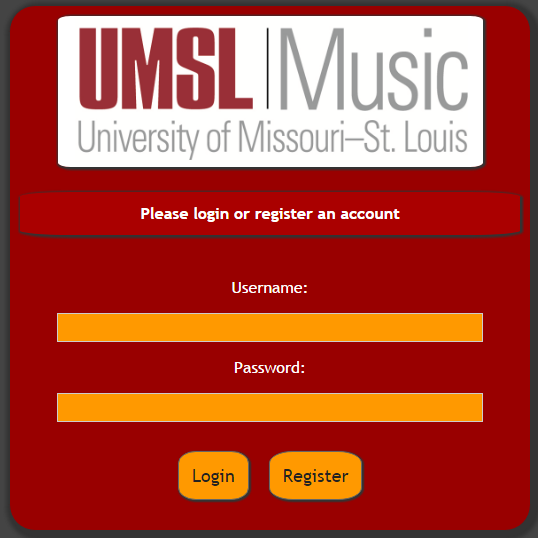 UMSL | Music
University of Missouri–St. Louis
Please login or register an account
Username:
Password:
Login Register